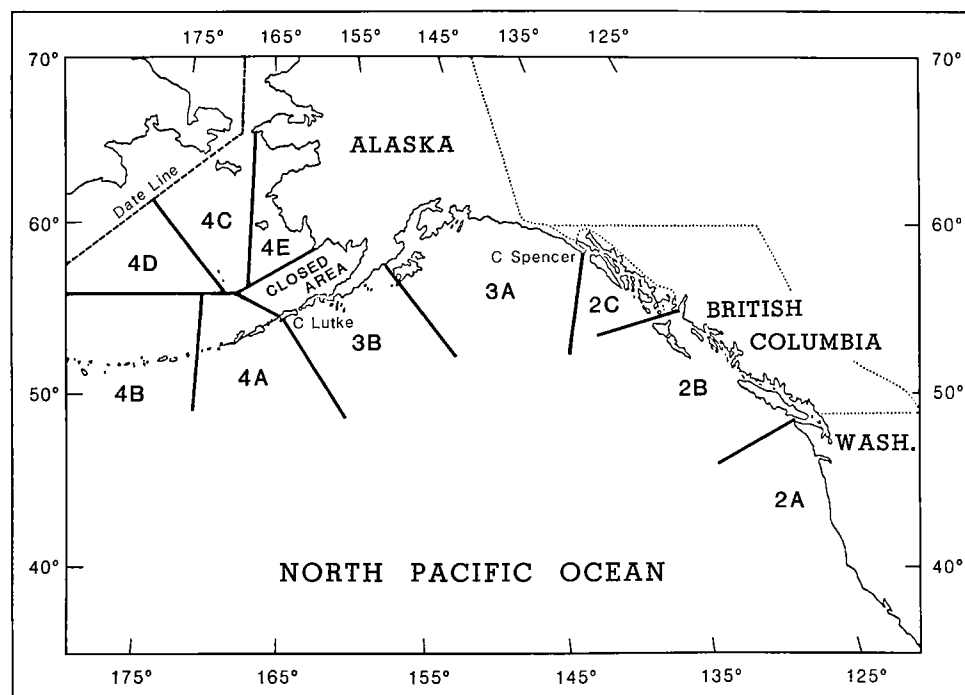 175° 165° 155° 145° 135° 125°
70° 70°
ALASKA
Date Line
4C
60° 60°
4E
C Spencer
4D
CLOSED
AREA
3A
2C
BRITISH
C Lutke
3B
COLUMBIA
4A
2B
4B
50° 50°
WASH.
2A
NORTH PACIFIC OCEAN
40° 40°
175° 165° 155° 145° 135° 125°